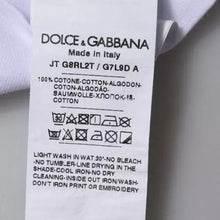 DOLCE & GABBANA
Made in Italy
JT G8RL2T / G7L9D A
100% COTONE-COTTON-ALGODON-
COTON-ALGODÃO-
BAUMWOLLE-ХЛОПОК-棉
COTTON
LIGHT WASH IN WAT.30°-NO BLEACH
-NO TUMBLER-LINE DRYING IN THE
SHADE-COOL IRON-NO DRY
CLEANING-INSIDE OUT IRON-WASH-
DON'T IRON PRINT OR EMBROIDERY